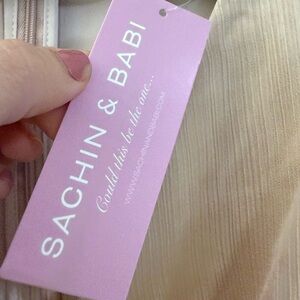 SACHIN & BABI
Could this be the one...
WWW.SACHINANDBABI.COM